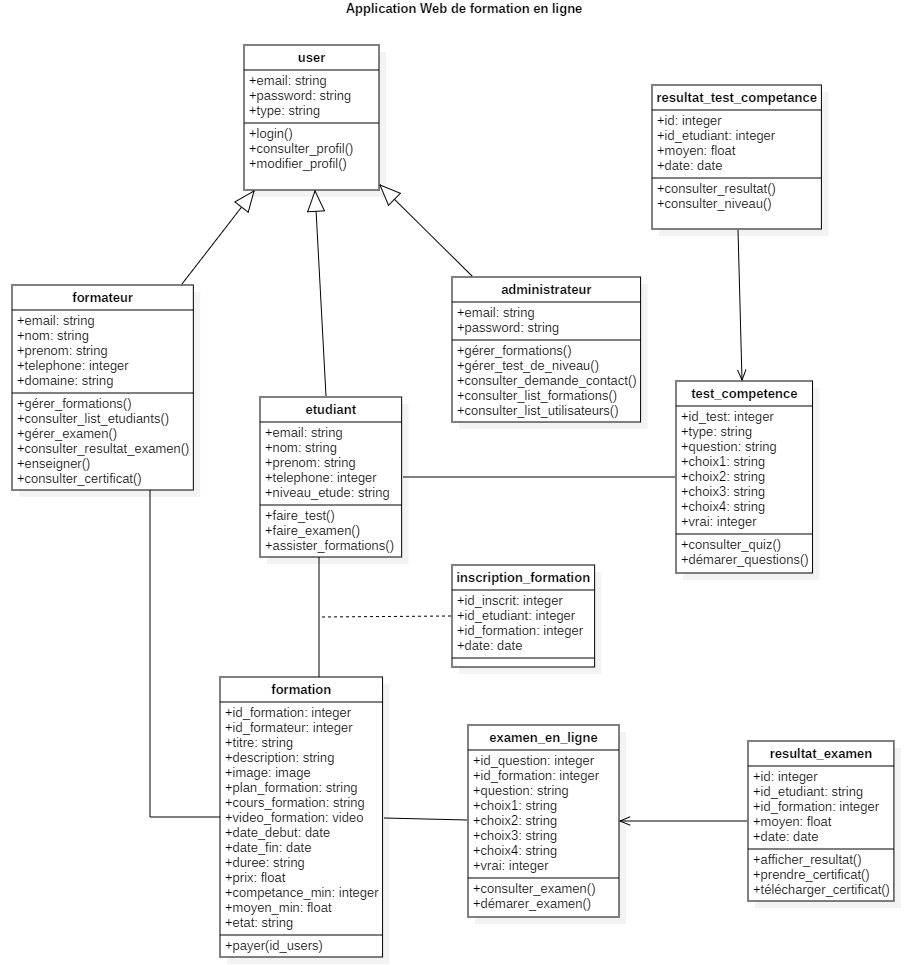 Application Web de formation en ligne
user
+email: string
+password: string
+type: string
+login()
+consulter_profil()
+modifier_profil()
resultat_test_competance
+id: integer
+id_etudiant: integer
+moyen: float
+date: date
+consulter_resultat()
+consulter_niveau()
formateur
+email: string
+nom: string
+prenom: string
+telephone: integer
+domaine: string
+gérer_formations()
+consulter_list_etudiants()
+gérer_examen()
+consulter_resultat_examen()
+enseigner()
+consulter_certificat()
administrateur
+email: string
+password: string
+gérer_formations()
+gérer_test_de_niveau()
+consulter_demande_contact()
+consulter_list_formations()
+consulter_list_utilisateurs()
etudiant
+email: string
+nom: string
+prenom: string
+telephone: integer
+niveau_etude: string
+faire_test()
+faire_examen()
+assister_formations()
test_competence
+id_test: integer
+type: string
+question: string
+choix1: string
+choix2: string
+choix3: string
+choix4: string
+vrai: integer
+consulter_quiz()
+démarer_questions()
inscription_formation
+id_inscrit: integer
+id_etudiant: integer
+id_formation: integer
+date: date
formation
+id_formation: integer
+id_formateur: integer
+titre: string
+description: string
+image: image
+plan_formation: string
+cours_formation: string
+video_formation: video
+date_debut: date
+date_fin: date
+duree: string
+prix: float
+competance_min: integer
+moyen_min: float
+etat: string
+payer(id_users)
examen_en_ligne
+id_question: integer
+id_formation: integer
+question: string
+choix1: string
+choix2: string
+choix3: string
+choix4: string
+vrai: integer
+consulter_examen()
+démarer_examen()
resultat_examen
+id: integer
+id_etudiant: string
+id_formation: integer
+moyen: float
+date: date
+afficher_resultat()
+prendre_certificat()
+télécharger_certificat()